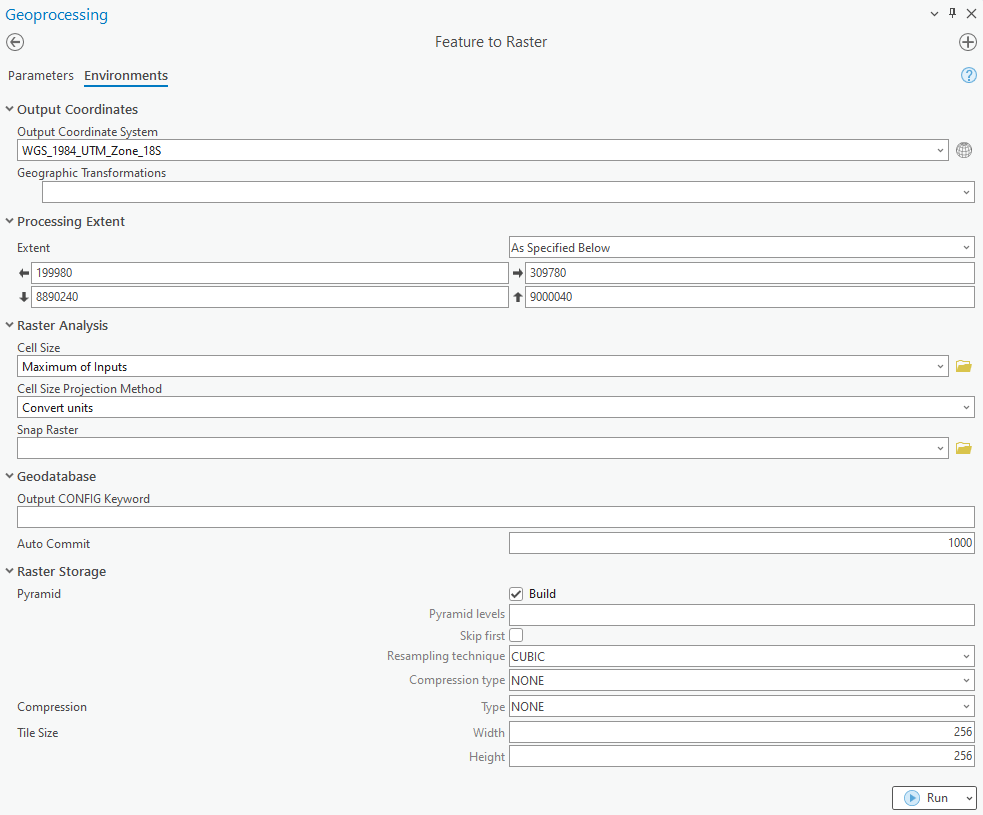 Geoprocessing
Feature to Raster
Parameters Environments
Output Coordinates
Output Coordinate System
WGS_1984_UTM_Zone_18S
Geographic Transformations
Processing Extent
Extent As Specified Below
199980 309780
8890240 9000040
Raster Analysis
Cell Size
Maximum of Inputs
Cell Size Projection Method
Convert units
Snap Raster
Geodatabase
Output CONFIG Keyword
Auto Commit 1000
Raster Storage
Pyramid Build
Pyramid levels
Skip first
Resampling technique CUBIC
Compression type NONE
Compression Type NONE
Tile Size Width 256
Height 256
Run